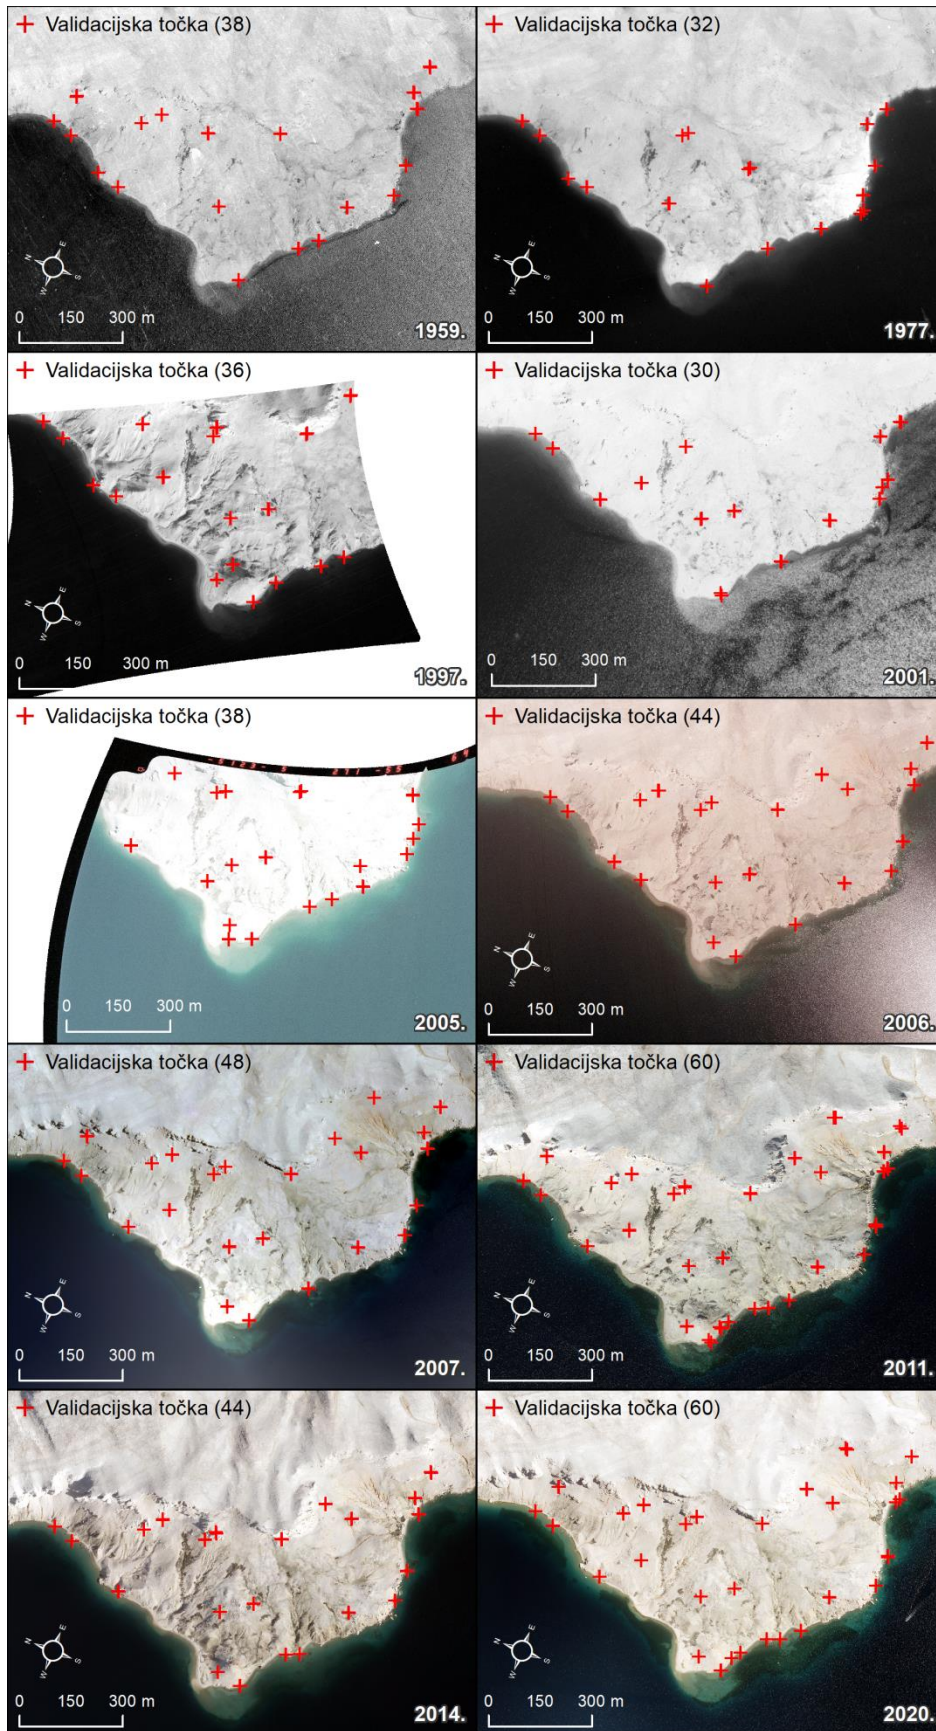 Validacijska točka (38)
N E S W
0 150 300 m
1959.
Validacijska točka (32)
N E S W
0 150 300 m
1977.
Validacijska točka (36)
N E S W
0 150 300 m
1997.
Validacijska točka (30)
N E S W
0 150 300 m
2001.
Validacijska točka (38)
0 150 300 m
2005.
Validacijska točka (44)
N E S W
0 150 300 m
2006.
Validacijska točka (48)
N E S W
0 150 300 m
2007.
Validacijska točka (60)
N E S W
0 150 300 m
2011.
Validacijska točka (44)
N E S W
0 150 300 m
2014.
Validacijska točka (60)
N E S W
0 150 300 m
2020.